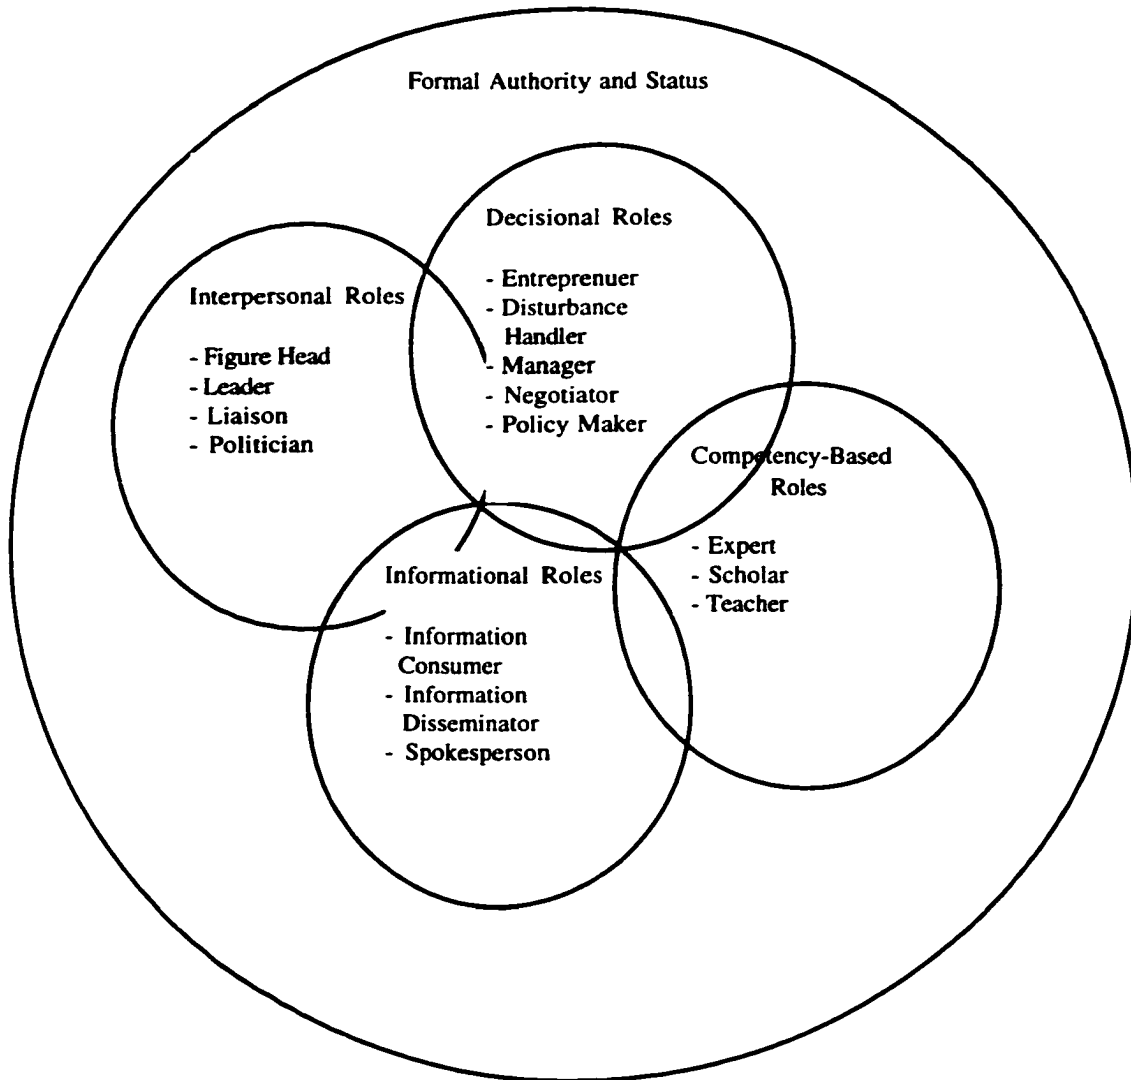 Formal Authority and Status
Decisional Roles
- Entreprenuer
- Disturbance
Handler
- Manager
- Negotiator
- Policy Maker
Interpersonal Roles
- Figure Head
- Leader
- Liaison
- Politician
Competency-Based
Roles
- Expert
- Scholar
- Teacher
Informational Roles
- Information
Consumer
- Information
Disseminator
- Spokesperson